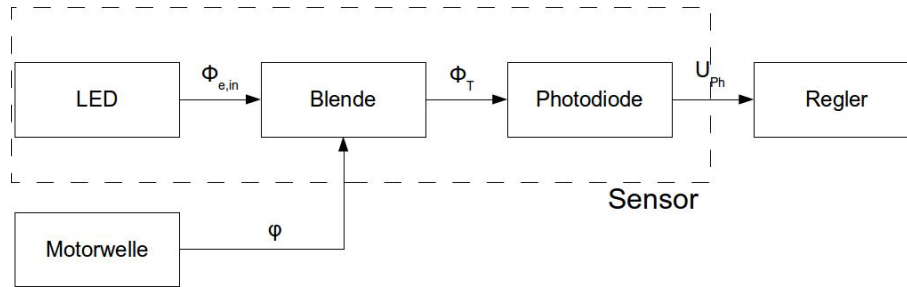 Φe,in
ΦT
UPh
LED
Blende
Photodiode
Regler
Sensor
Motorwelle
φ